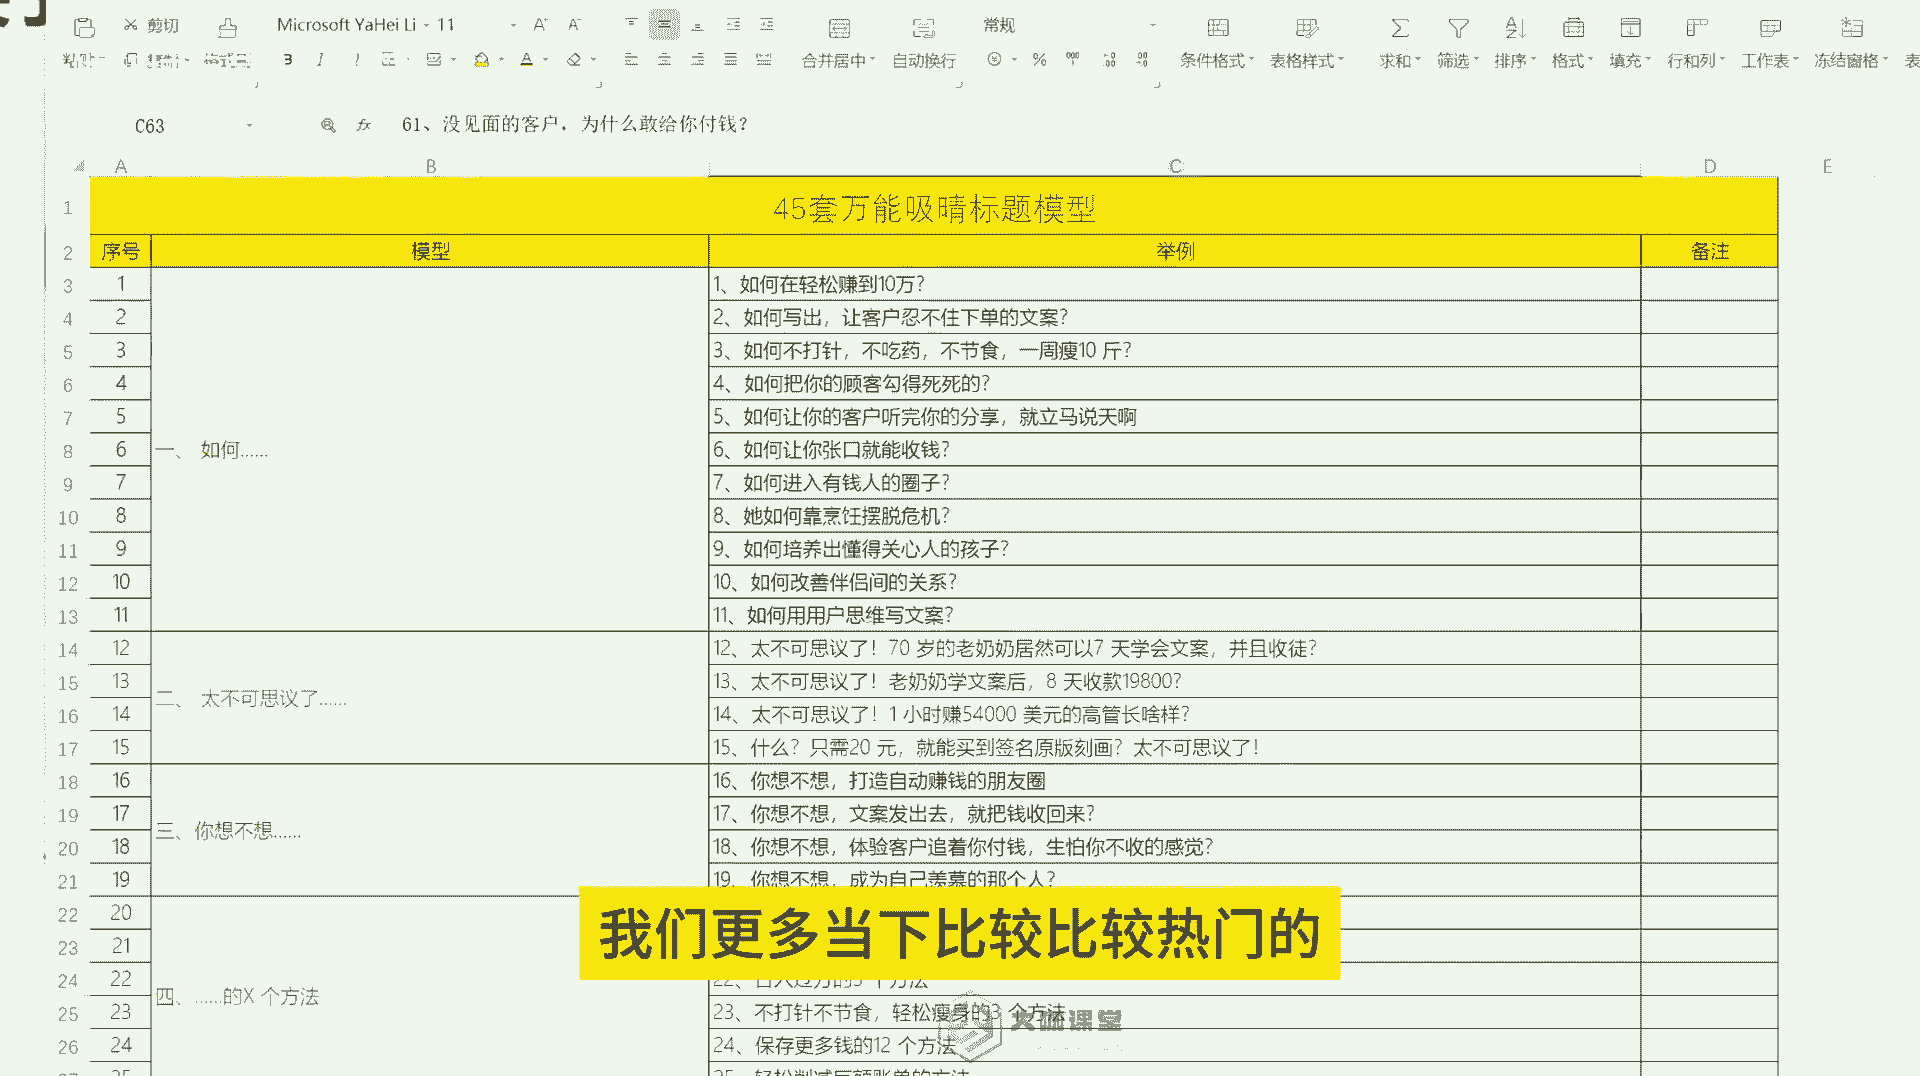 剪切
Microsoft YaHei Li
11
常规
合并居中
自动换行
条件格式
表格样式
求和
筛选
排序
格式
填充
行和列
工作表
冻结窗格
C63
fx
61、没见面的客户，为什么敢给你付钱？
A B C D E
1 45套万能吸睛标题模型
2 序号 模型 举例 备注
3 1 1、如何在轻松赚到10万？
4 2 2、如何写出，让客户忍不住下单的文案？
5 3 3、如何不打针，不吃药，不节食，一周瘦10 斤？
6 4 4、如何把你的顾客勾得死死的？
7 5 5、如何让你的客户听完你的分享，就立马说天啊
8 6 一、 如何…… 6、如何让你张口就能收钱？
9 7 7、如何进入有钱人的圈子？
10 8 8、她如何靠烹饪摆脱危机？
11 9 9、如何培养出懂得关心人的孩子？
12 10 10、如何改善伴侣间的关系？
13 11 11、如何用用户思维写文案？
14 12 12、太不可思议了！70 岁的老奶奶居然可以7 天学会文案，并且收徒？
15 13 二、 太不可思议了…… 13、太不可思议了！老奶奶学文案后，8 天收款19800？
16 14 14、太不可思议了！1 小时赚54000 美元的高管长啥样？
17 15 15、什么？只需20 元，就能买到签名原版刻画？太不可思议了！
18 16 16、你想不想，打造自动赚钱的朋友圈
19 17 三、你想不想…… 17、你想不想，文案发出去，就把钱收回来？
20 18 18、你想不想，体验客户追着你付钱，生怕你不收的感觉？
21 19 19、你想不想，成为自己羡慕的那个人？
22 20
23 21
我们更多当下比较比较热门的
24 22
四、……的X 个方法
25 23 23、不打针不节食，轻松瘦身的3 个方法
26 24 24、保存更多钱的12 个方法